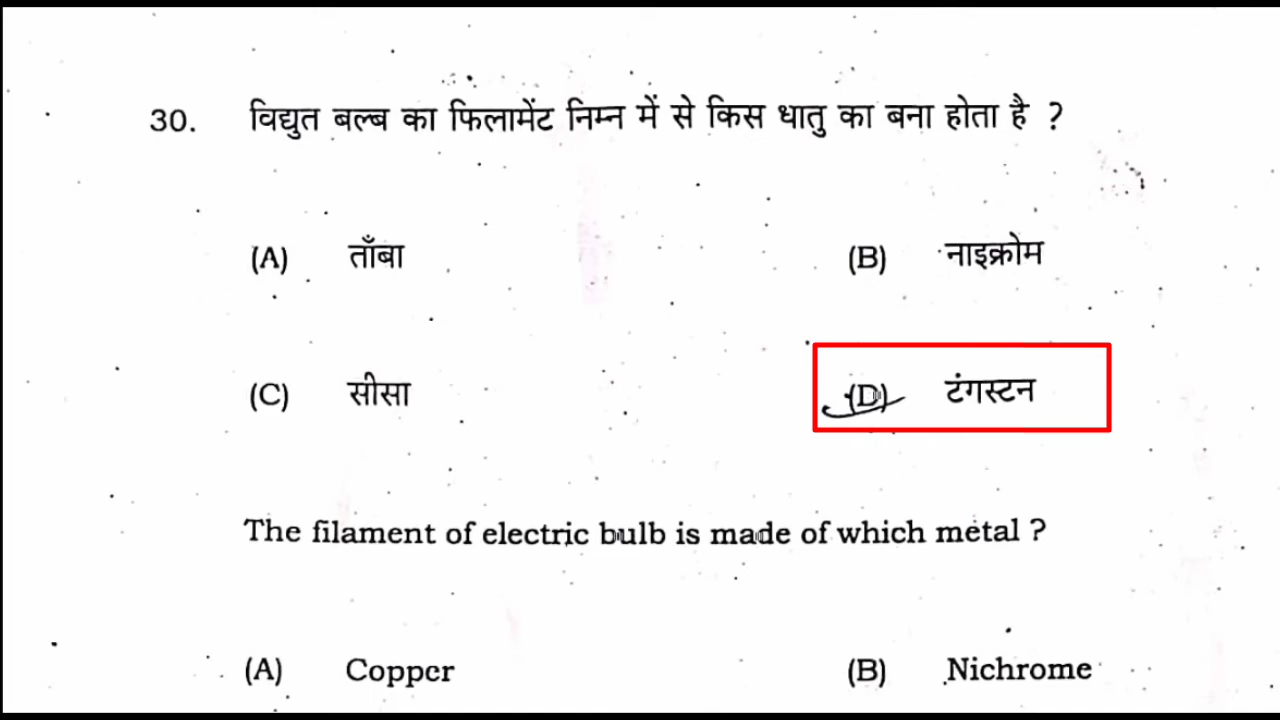 30. विद्युत बल्ब का फिलामेंट निम्न में से किस धातु का बना होता है ?
(A) ताँबा (B) नाइक्रोम
(C) सीसा (D) टंगस्टन
The filament of electric bulb is made of which metal ?
(A) Copper (B) Nichrome